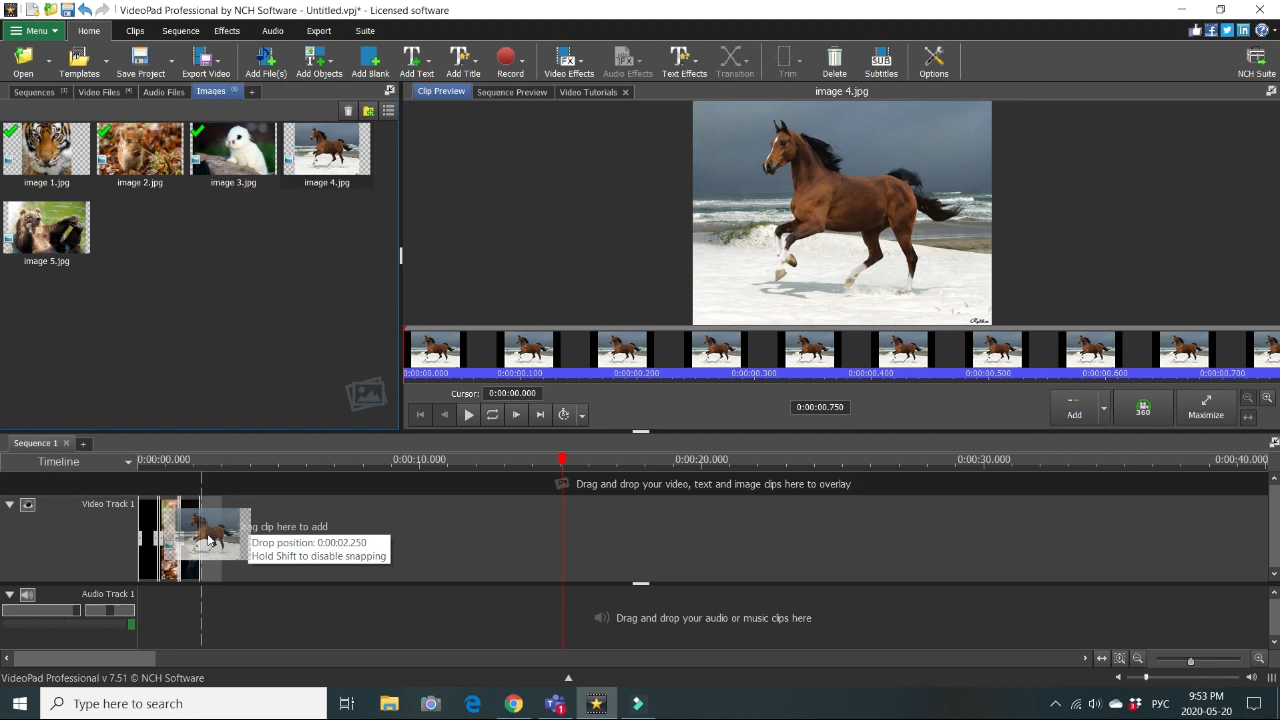 VideoPad Professional by NCH Software - Untitled.vpj* - Licensed software
Menu Home Clips Sequence Effects Audio Export Suite
Open Templates Save Project Export Video Add File(s) Add Objects Add Blank Add Text Add Title Record Video Effects Audio Effects Text Effects Transition Trim Delete Subtitles Options NCH Suite
Sequences (1) Video Files (4) Audio Files Images (5) +
Clip Preview Sequence Preview Video Tutorials image 4.jpg
image 1.jpg image 2.jpg image 3.jpg image 4.jpg
image 5.jpg
0:00:00.000 0:00:00.100 0:00:00.200 0:00:00.300 0:00:00.400 0:00:00.500 0:00:00.600 0:00:00.700
Cursor: 0:00:00.000
0:00:00.750
Add 360 Maximize
Sequence 1
Timeline 0:00:00.000 0:00:10.000 0:00:20.000 0:00:30.000 0:00:40.000
Drag and drop your video, text and image clips here to overlay
Video Track 1
ag clip here to add
Drop position: 0:00:02.250
Hold Shift to disable snapping
Audio Track 1
Drag and drop your audio or music clips here
VideoPad Professional v 7.51 © NCH Software
Type here to search
РУС
9:53 PM
2020-05-20